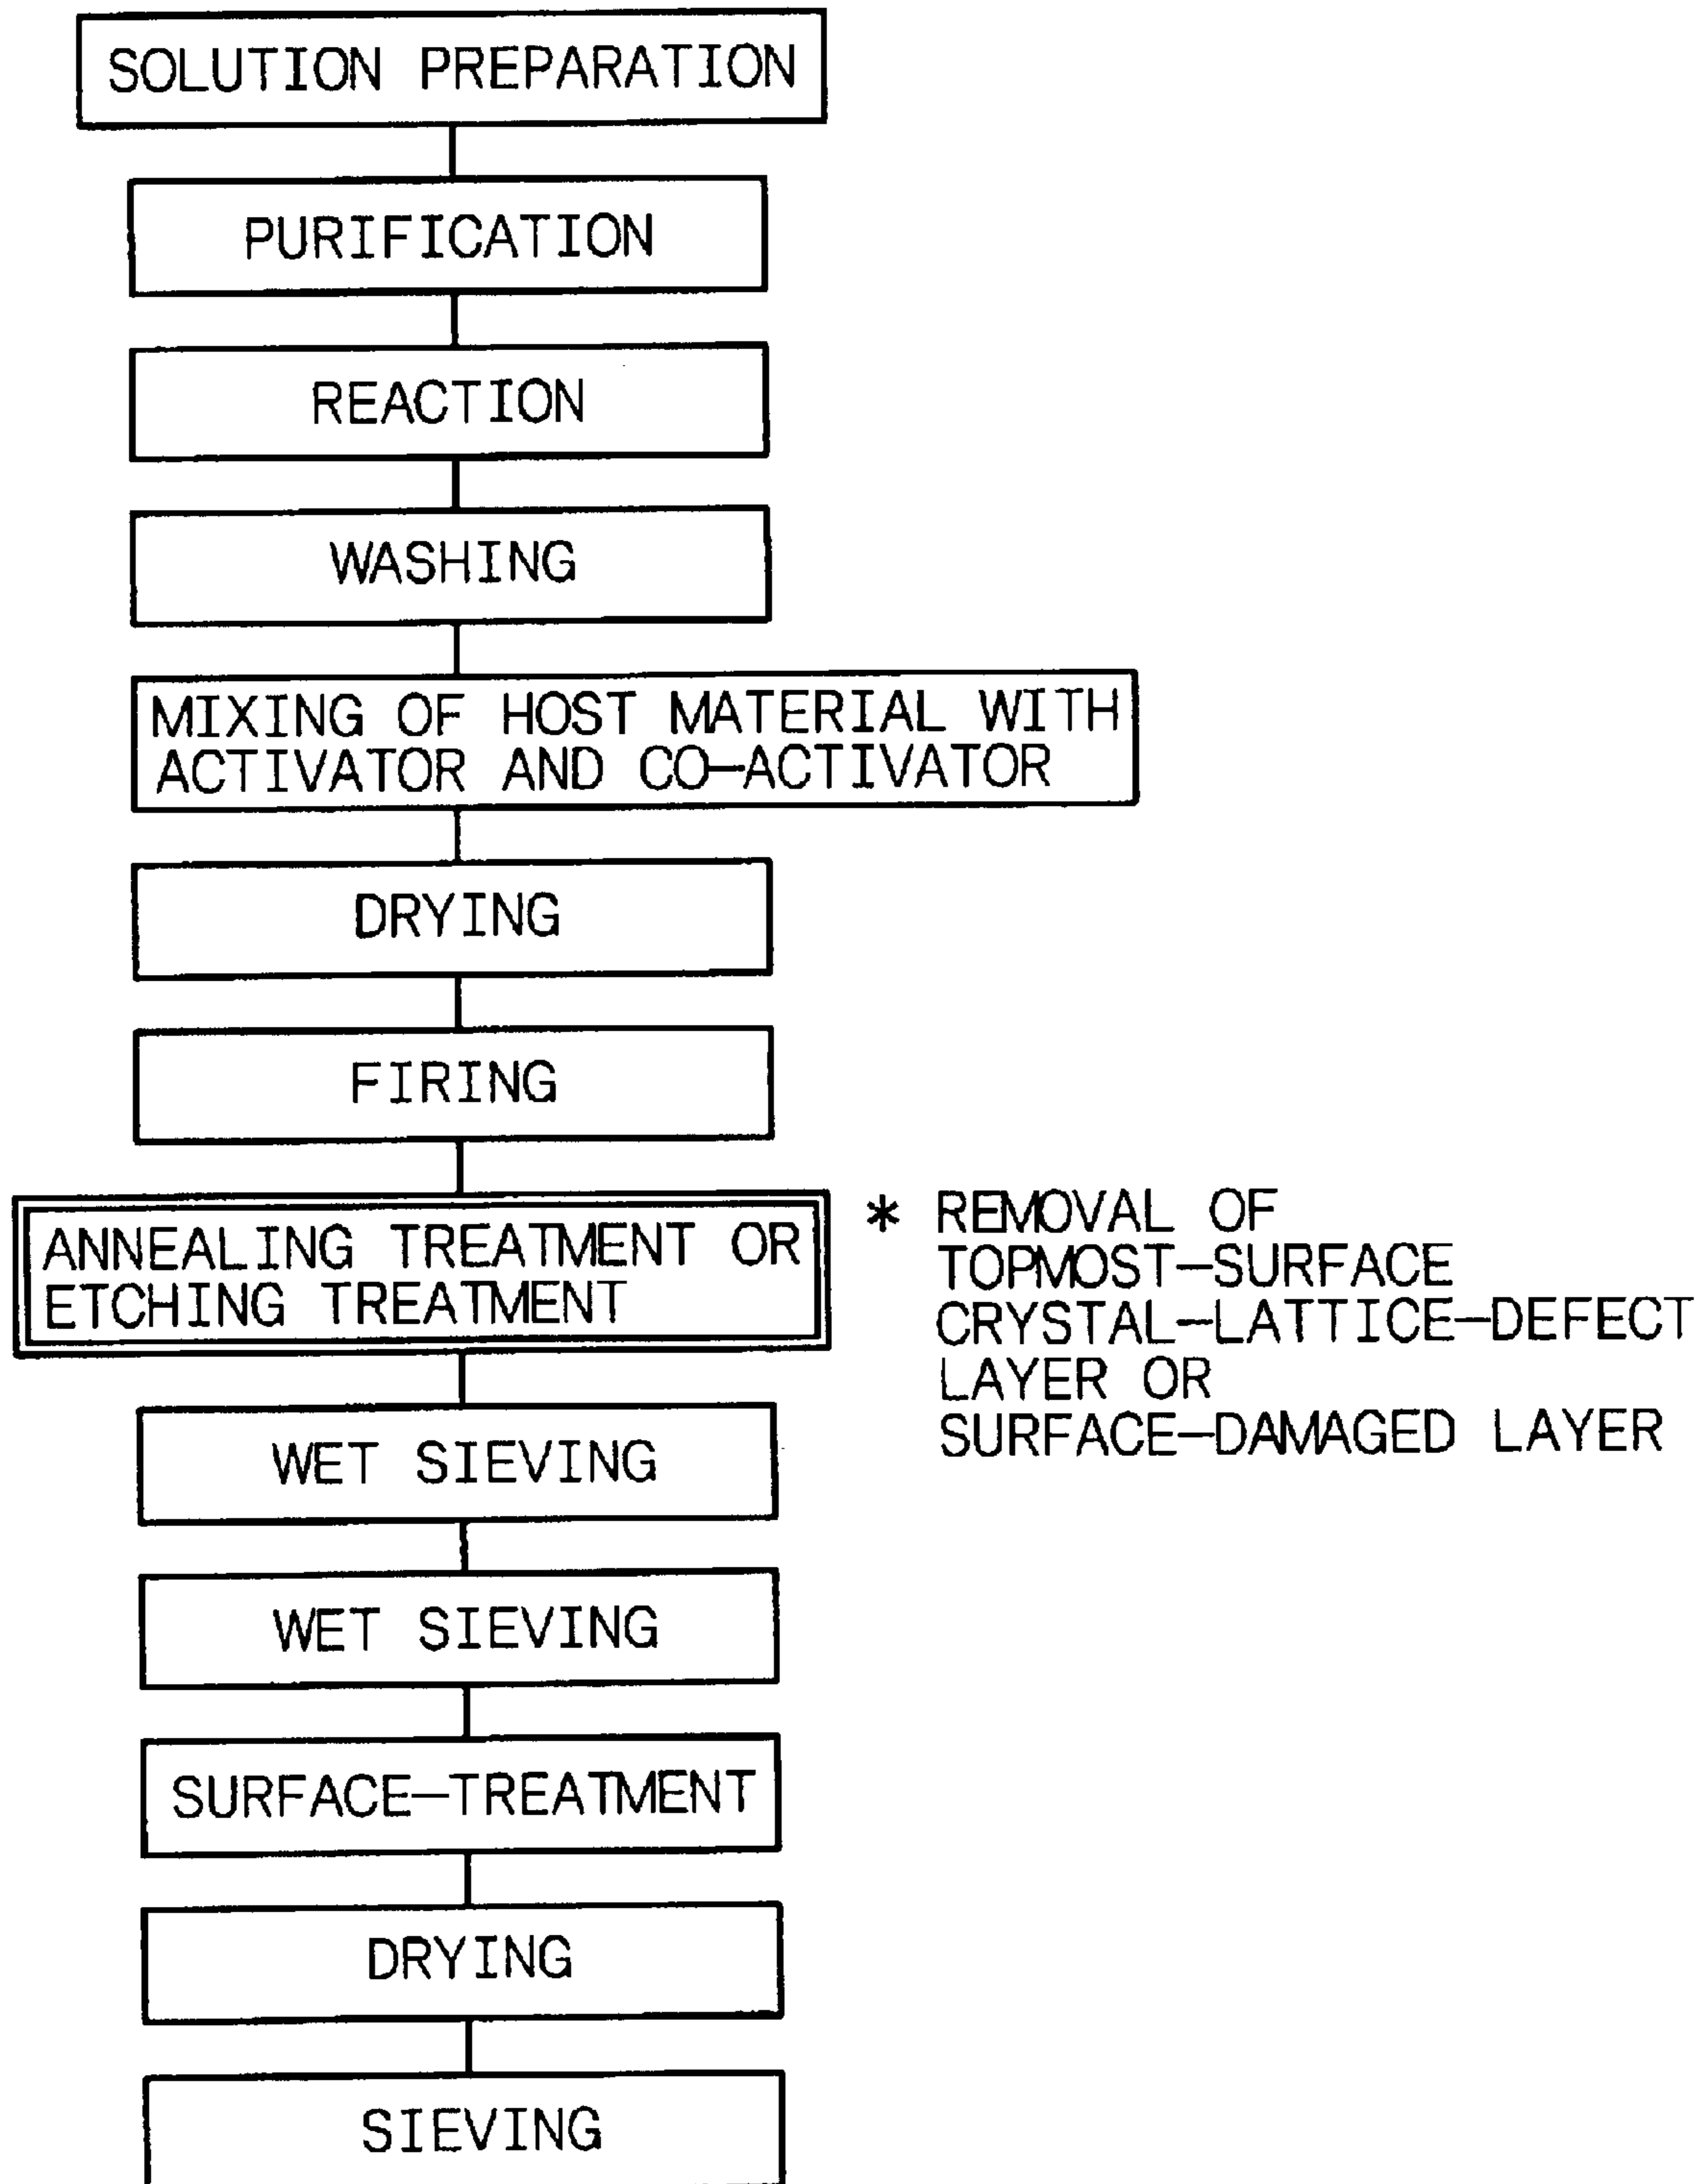 SOLUTION PREPARATION
PURIFICATION
REACTION
WASHING
MIXING OF HOST MATERIAL WITH
ACTIVATOR AND CO-ACTIVATOR
DRYING
FIRING
ANNEALING TREATMENT OR
ETCHING TREATMENT
* REMOVAL OF
TOPMOST-SURFACE
CRYSTAL-LATTICE-DEFECT
LAYER OR
SURFACE-DAMAGED LAYER
WET SIEVING
WET SIEVING
SURFACE-TREATMENT
DRYING
SIEVING